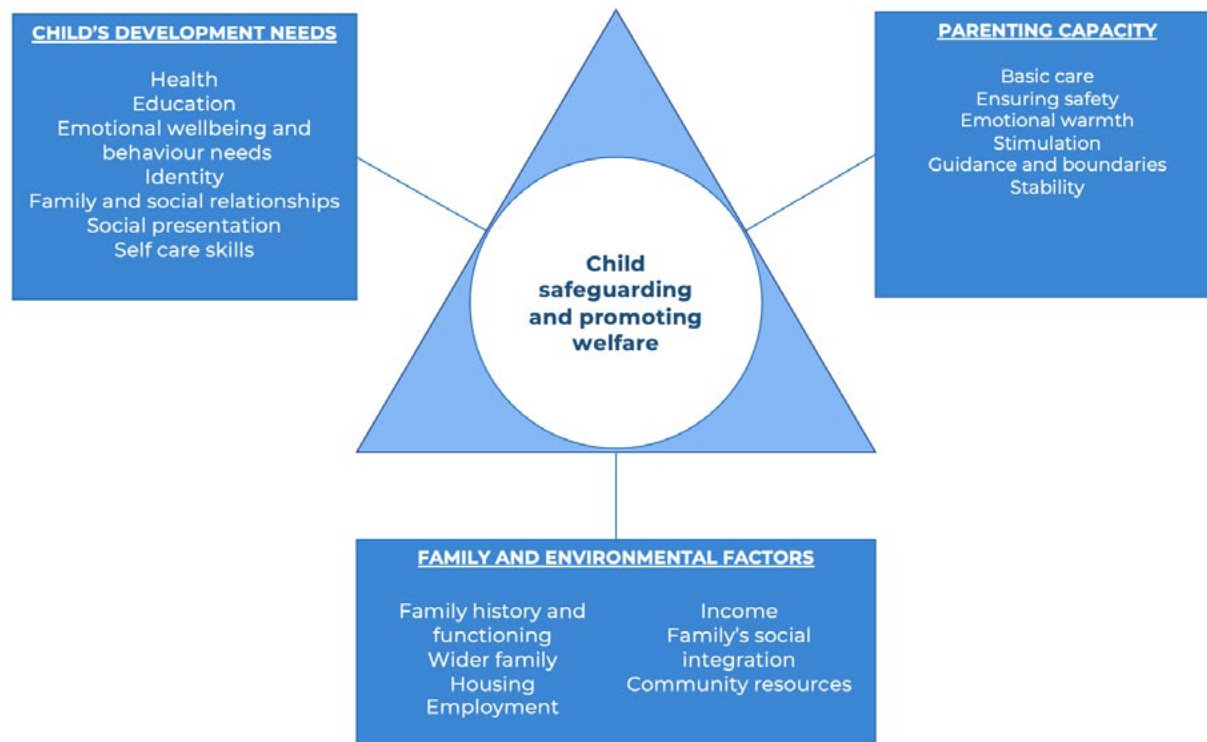 CHILD'S DEVELOPMENT NEEDS
Health
Education
Emotional wellbeing and
behaviour needs
Identity
Family and social relationships
Social presentation
Self care skills
PARENTING CAPACITY
Basic care
Ensuring safety
Emotional warmth
Stimulation
Guidance and boundaries
Stability
Child
safeguarding
and promoting
welfare
FAMILY AND ENVIRONMENTAL FACTORS
Family history and
functioning
Wider family
Housing
Employment
Income
Family's social
integration
Community resources